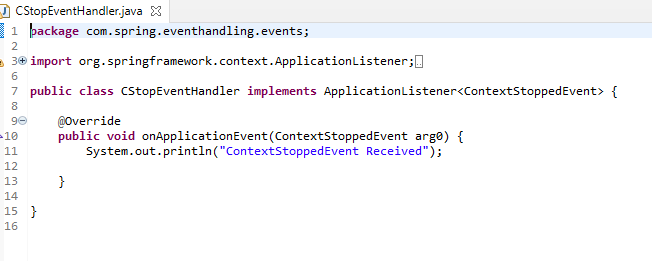 CStopEventHandler.java
1 package com.spring.eventhandling.events;
2
3 import org.springframework.context.ApplicationListener;
6
7 public class CStopEventHandler implements ApplicationListener<ContextStoppedEvent> {
8
9 @Override
10 public void onApplicationEvent(ContextStoppedEvent arg0) {
11 System.out.println("ContextStoppedEvent Received");
12
13 }
14
15 }
16